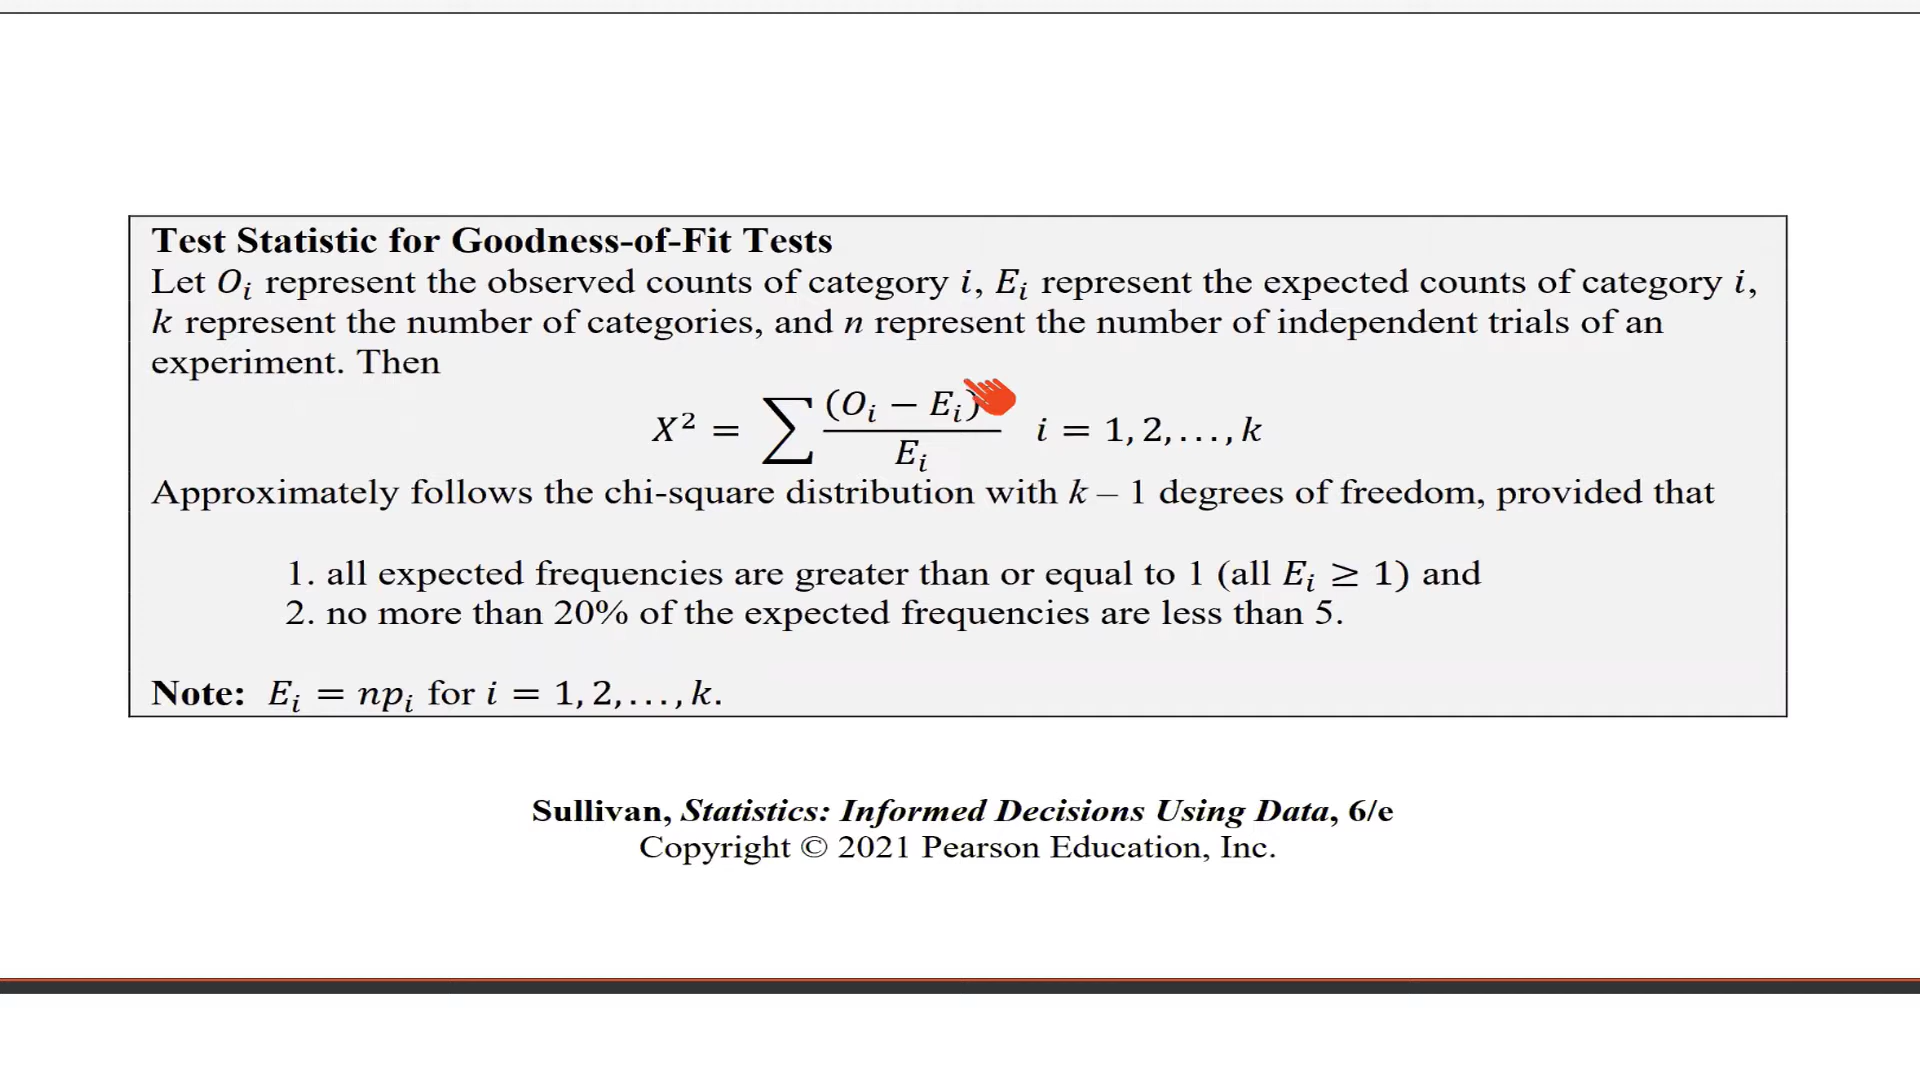 Test Statistic for Goodness-of-Fit Tests
Let Oᵢ represent the observed counts of category i, Eᵢ represent the expected counts of category i,
k represent the number of categories, and n represent the number of independent trials of an
experiment. Then
X² = ∑ (Oᵢ − Eᵢ) / Eᵢ i = 1, 2, . . . , k
Approximately follows the chi-square distribution with k – 1 degrees of freedom, provided that
1. all expected frequencies are greater than or equal to 1 (all Eᵢ ≥ 1) and
2. no more than 20% of the expected frequencies are less than 5.
Note: Eᵢ = npᵢ for i = 1, 2, . . . , k.
Sullivan, Statistics: Informed Decisions Using Data, 6/e
Copyright © 2021 Pearson Education, Inc.